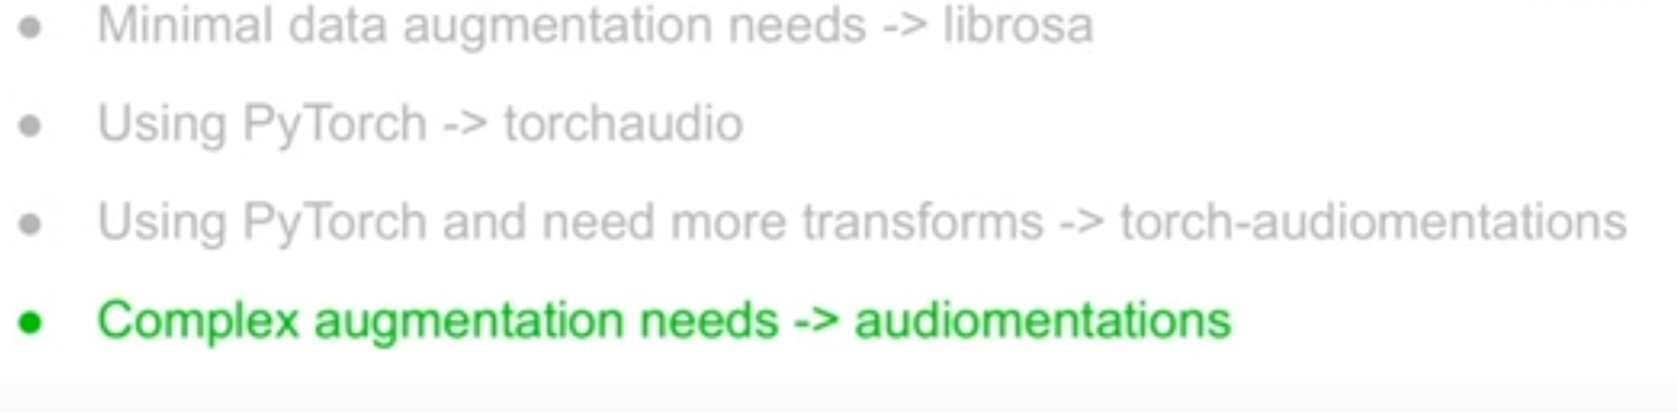 • Minimal data augmentation needs -> librosa
• Using PyTorch -> torchaudio
• Using PyTorch and need more transforms -> torch-audiomentations
• Complex augmentation needs -> audiomentations